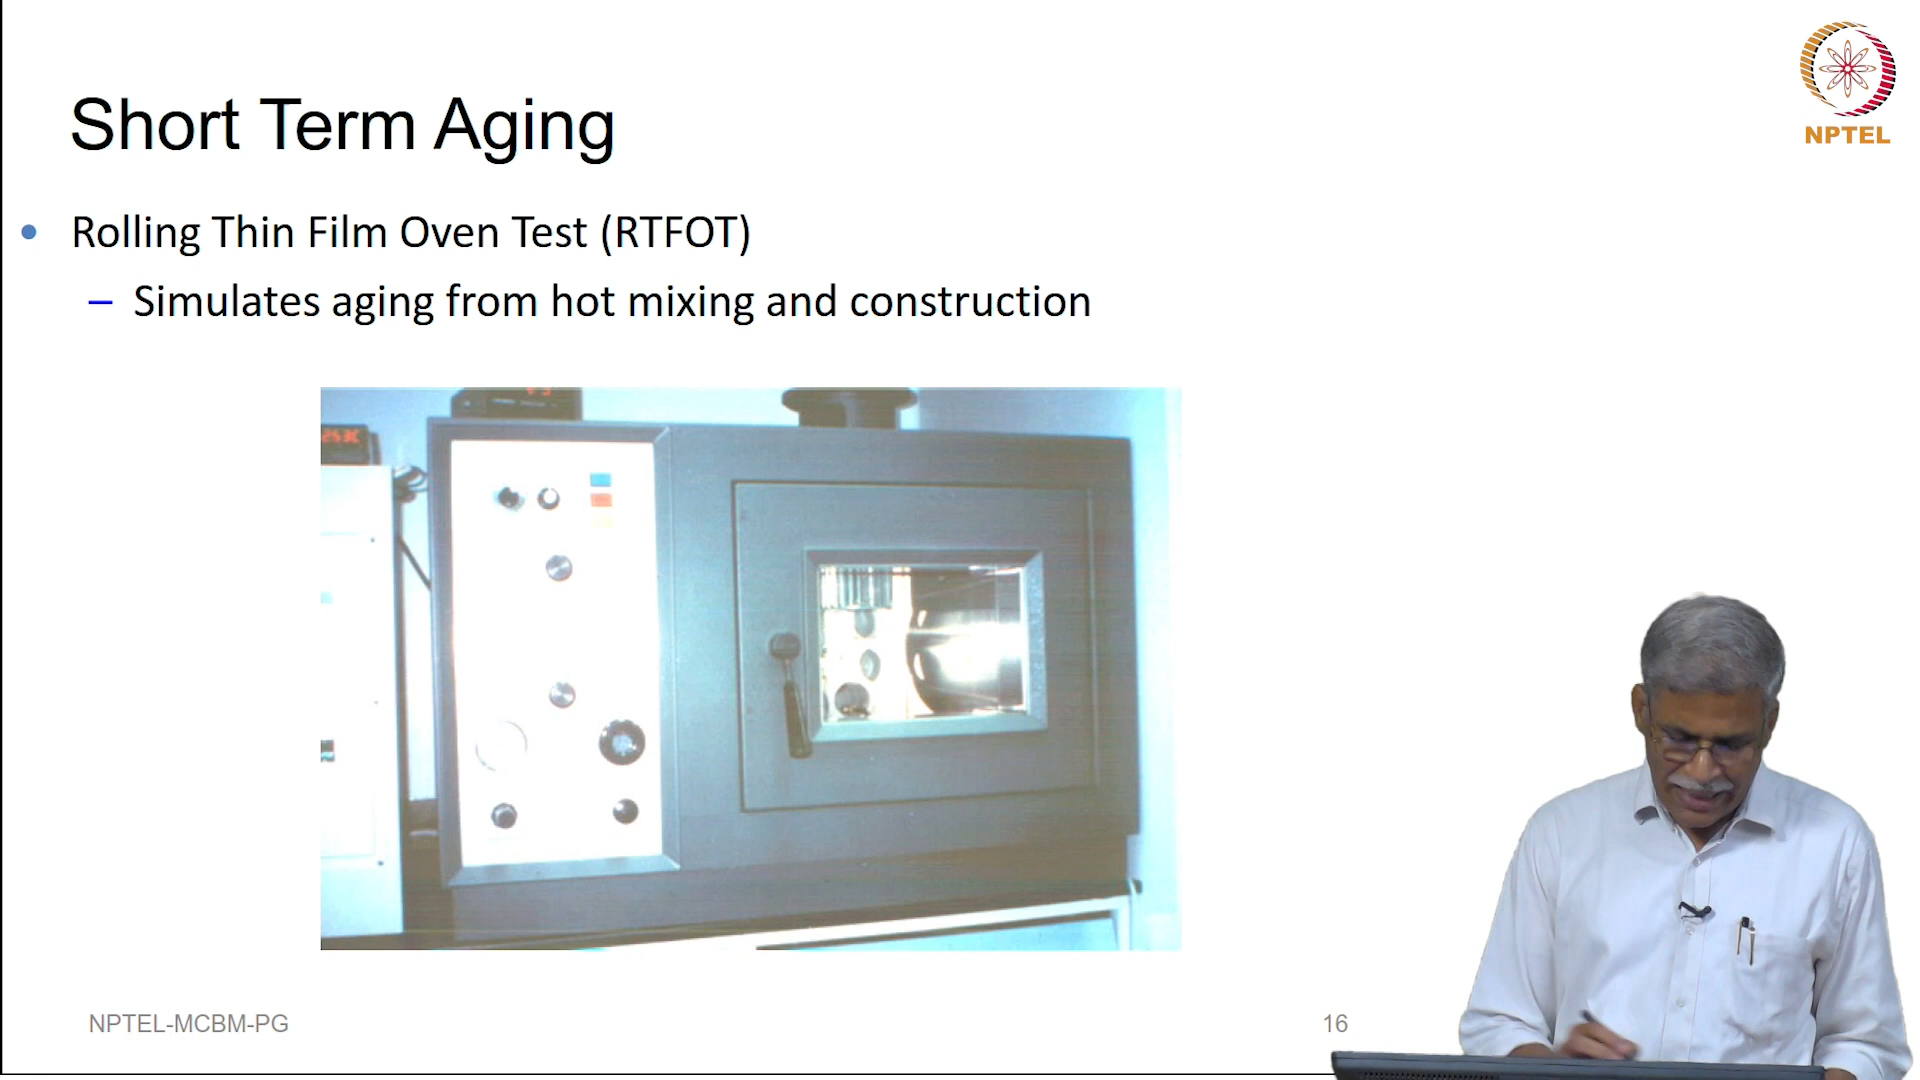 NPTEL
Short Term Aging
• Rolling Thin Film Oven Test (RTFOT)
– Simulates aging from hot mixing and construction
253C
NPTEL-MCBM-PG
16